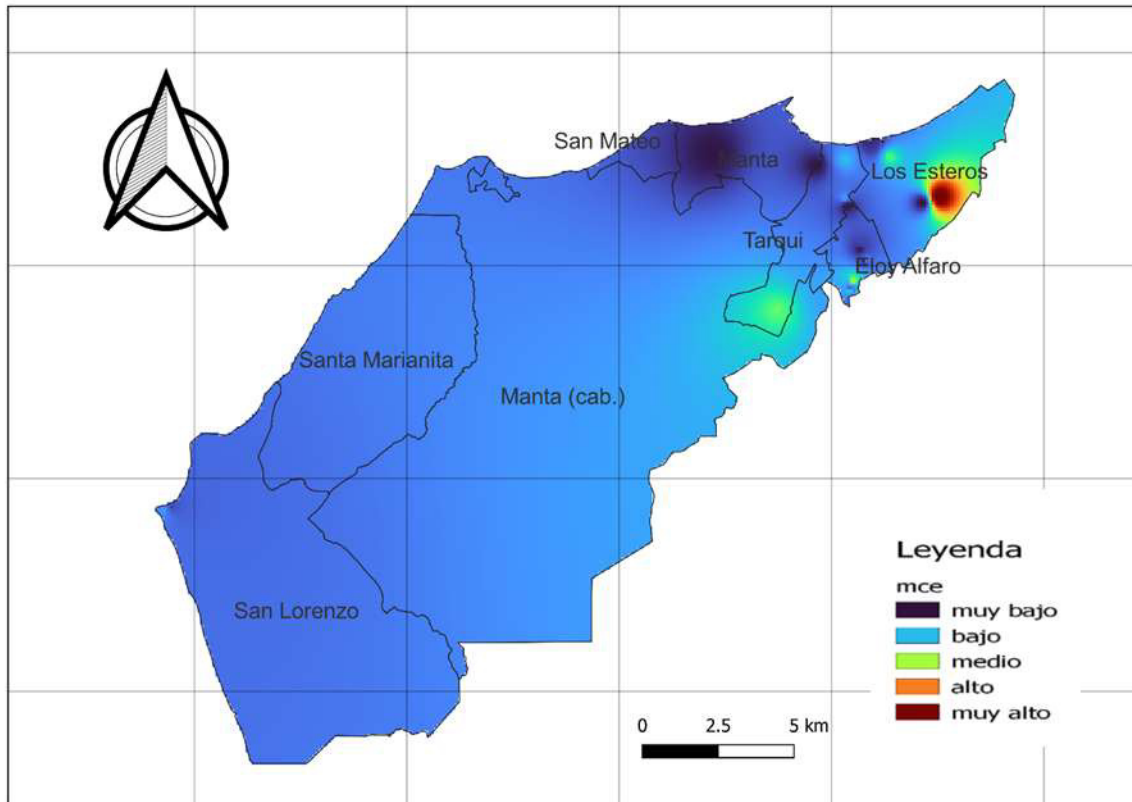 San Mateo
Manta
Los Esteros
Tarqui
Eloy Alfaro
Santa Marianita
Manta (cab.)
San Lorenzo
Leyenda
mce
muy bajo
bajo
medio
alto
muy alto
0 2.5 5 km